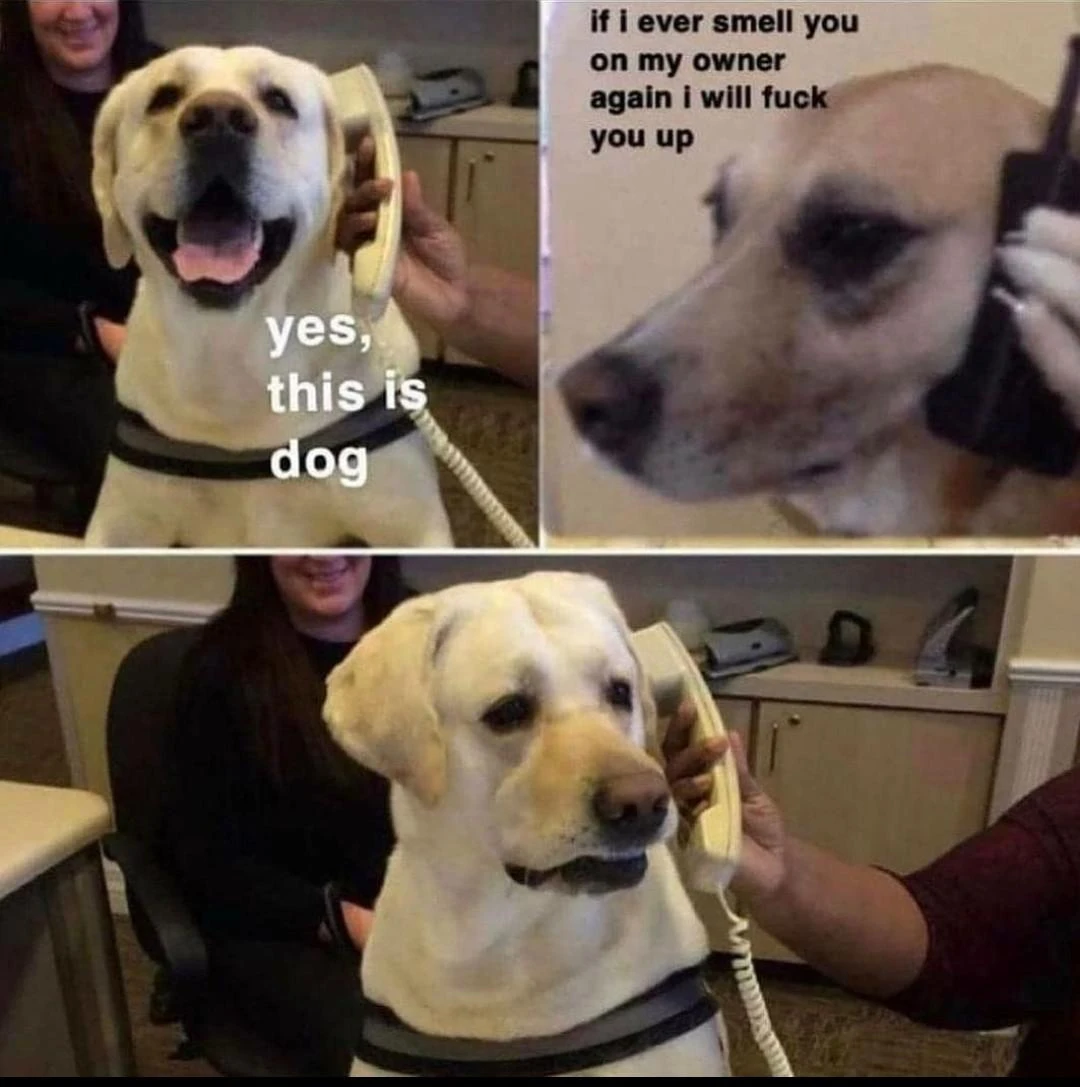 yes,
this is
dog
if i ever smell you
on my owner
again i will fuck
you up